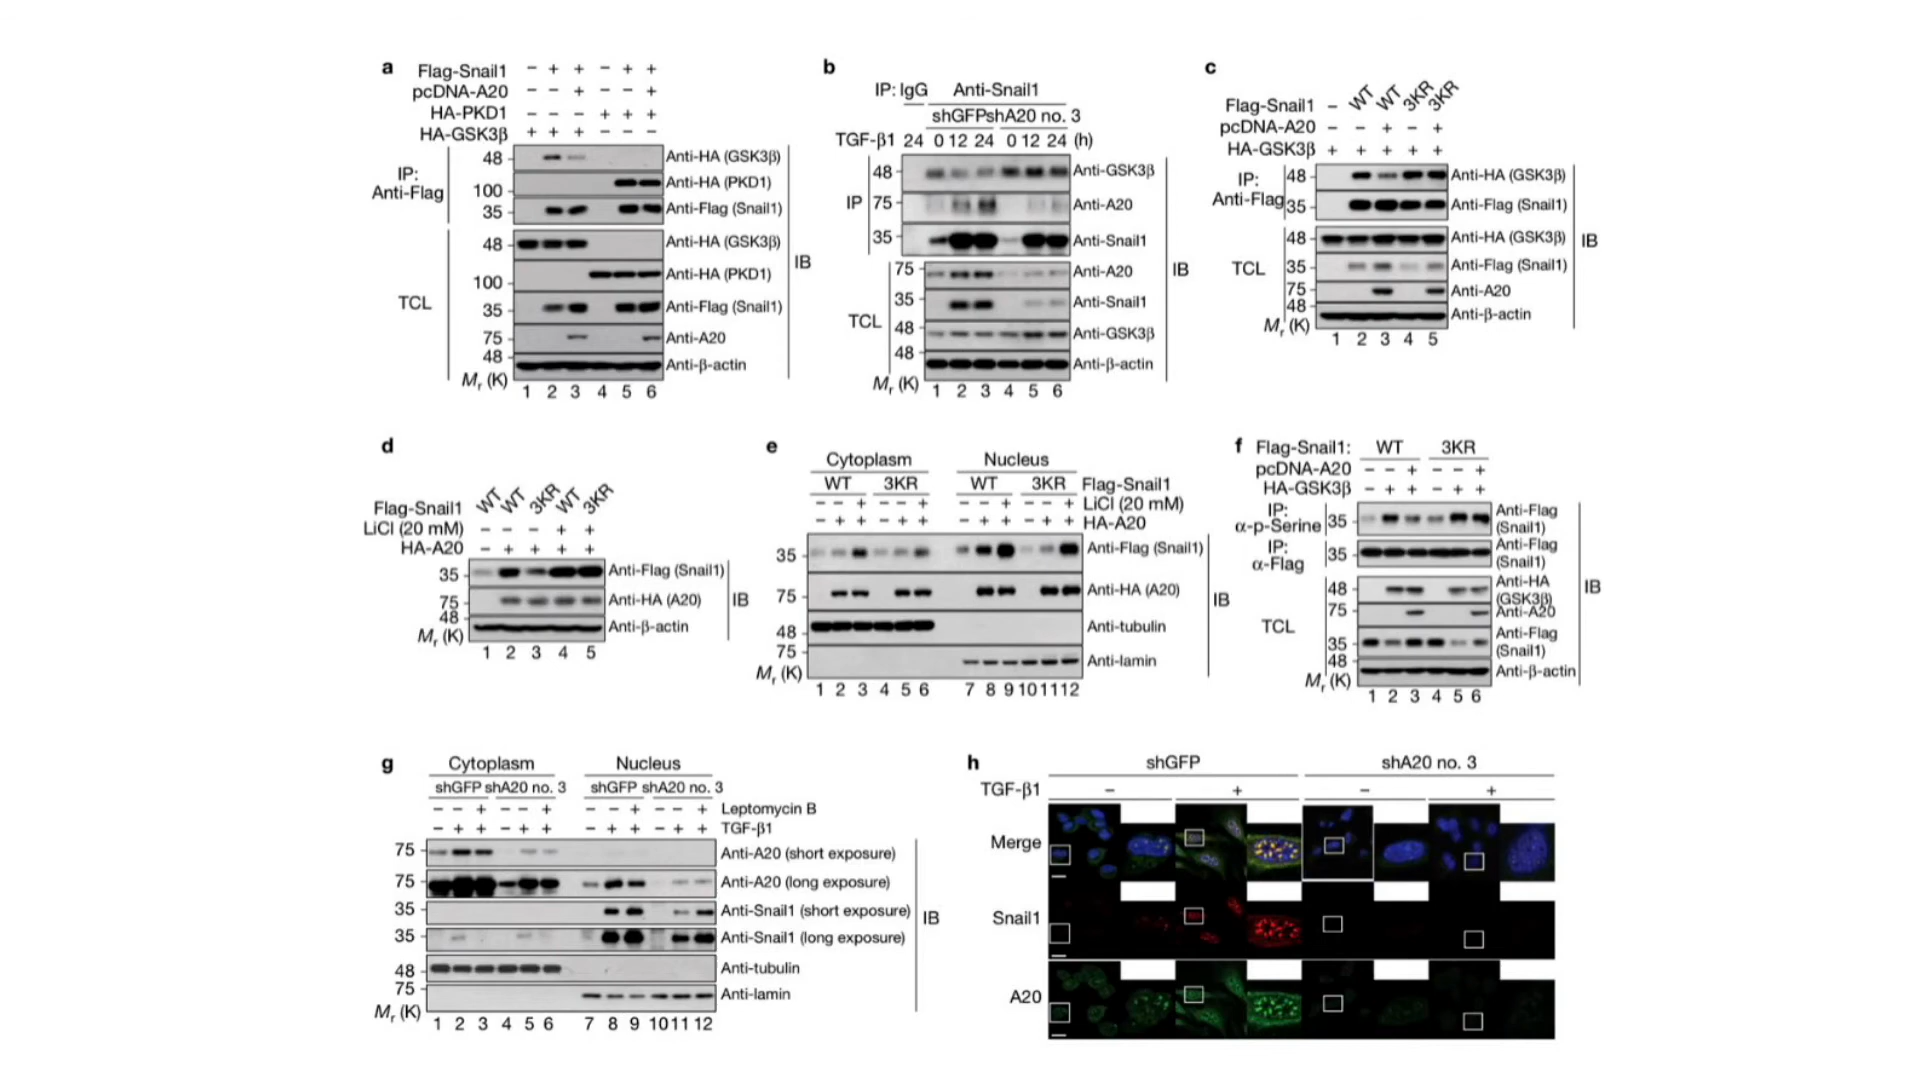 a
Flag-Snail1 − + + − + +
pcDNA-A20 − − + − − +
HA-PKD1 − − − + + +
HA-GSK3β + + + − − −
IP: Anti-Flag
48 Anti-HA (GSK3β)
100 Anti-HA (PKD1)
35 Anti-Flag (Snail1)
TCL
48 Anti-HA (GSK3β)
100 Anti-HA (PKD1)
35 Anti-Flag (Snail1)
75 Anti-A20
48 Anti-β-actin
IB
Mr (K)
1 2 3 4 5 6
b
IP: IgG Anti-Snail1
shGFP shA20 no. 3
TGF-β1 24 0 12 24 0 12 24 (h)
IP
48 Anti-GSK3β
75 Anti-A20
35 Anti-Snail1
TCL
75 Anti-A20
35 Anti-Snail1
48 Anti-GSK3β
48 Anti-β-actin
IB
Mr (K)
1 2 3 4 5 6
c
Flag-Snail1 − WT WT 3KR 3KR
pcDNA-A20 − − + − +
HA-GSK3β + + + + +
IP: Anti-Flag
48 Anti-HA (GSK3β)
35 Anti-Flag (Snail1)
TCL
48 Anti-HA (GSK3β)
35 Anti-Flag (Snail1)
75 Anti-A20
48 Anti-β-actin
IB
Mr (K)
1 2 3 4 5
d
Flag-Snail1 WT WT 3KR WT 3KR
LiCl (20 mM) − − − + +
HA-A20 − + + + +
35 Anti-Flag (Snail1)
75 Anti-HA (A20)
48 Anti-β-actin
IB
Mr (K)
1 2 3 4 5
e
Cytoplasm Nucleus
WT 3KR WT 3KR Flag-Snail1
− − + − − + − − + − − + LiCl (20 mM)
− + + − + + − + + − + + HA-A20
35 Anti-Flag (Snail1)
75 Anti-HA (A20)
48 Anti-tubulin
75 Anti-lamin
IB
Mr (K)
1 2 3 4 5 6 7 8 9 10 11 12
f
Flag-Snail1: WT 3KR
pcDNA-A20 − − + − − +
HA-GSK3β − + + − + +
IP: α-p-Serine 35 Anti-Flag (Snail1)
IP: α-Flag 35 Anti-Flag (Snail1)
TCL
48 Anti-HA (GSK3β)
75 Anti-A20
35 Anti-Flag (Snail1)
48 Anti-β-actin
IB
Mr (K)
1 2 3 4 5 6
g
Cytoplasm Nucleus
shGFP shA20 no. 3 shGFP shA20 no. 3
− − + − − + − − + − − + Leptomycin B
− + + − + + − + + − + + TGF-β1
75 Anti-A20 (short exposure)
75 Anti-A20 (long exposure)
35 Anti-Snail1 (short exposure)
35 Anti-Snail1 (long exposure)
48 Anti-tubulin
75 Anti-lamin
IB
Mr (K)
1 2 3 4 5 6 7 8 9 10 11 12
h
shGFP shA20 no. 3
TGF-β1 − + − +
Merge
Snail1
A20